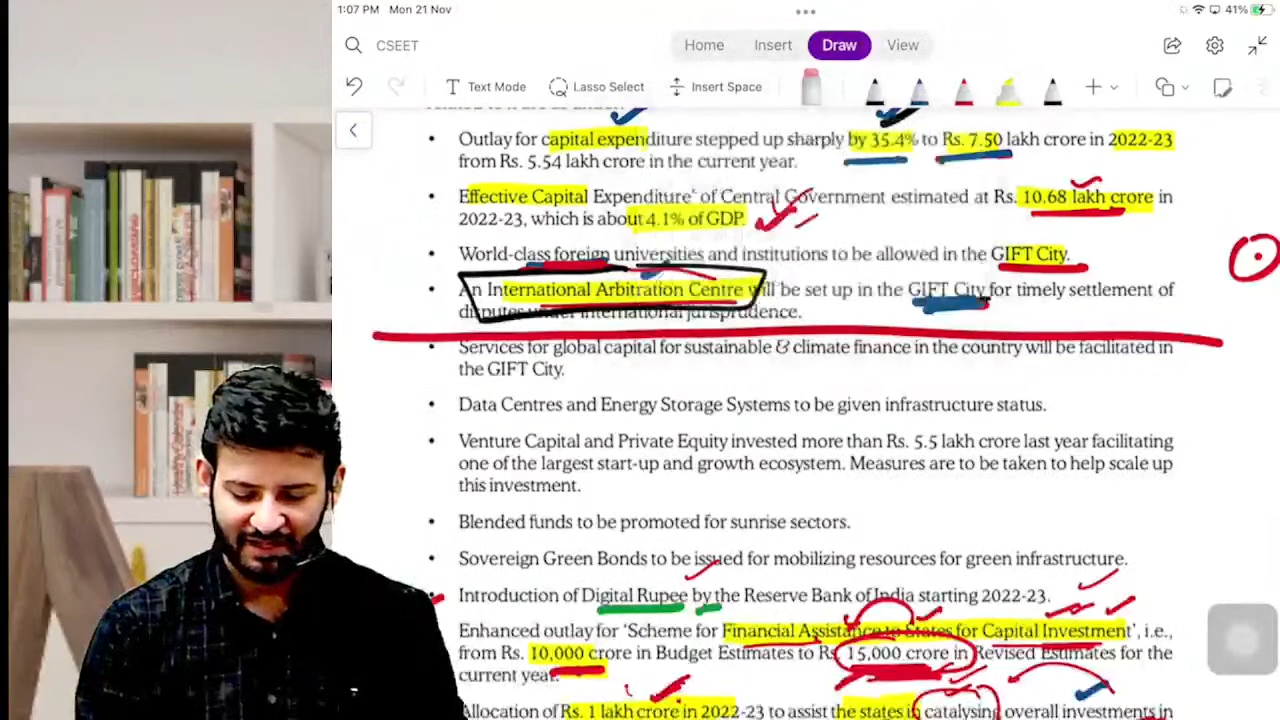 1:07 PM Mon 21 Nov
41%
CSEET
Home Insert Draw View
Text Mode Lasso Select Insert Space
• Outlay for capital expenditure stepped up sharply by 35.4% to Rs. 7.50 lakh crore in 2022-23
from Rs. 5.54 lakh crore in the current year.
• Effective Capital Expenditure of Central Government estimated at Rs. 10.68 lakh crore in
2022-23, which is about 4.1% of GDP.
• World-class foreign universities and institutions to be allowed in the GIFT City.
• An International Arbitration Centre will be set up in the GIFT City for timely settlement of
disputes under international jurisprudence.
• Services for global capital for sustainable & climate finance in the country will be facilitated in
the GIFT City.
• Data Centres and Energy Storage Systems to be given infrastructure status.
• Venture Capital and Private Equity invested more than Rs. 5.5 lakh crore last year facilitating
one of the largest start-up and growth ecosystem. Measures are to be taken to help scale up
this investment.
• Blended funds to be promoted for sunrise sectors.
• Sovereign Green Bonds to be issued for mobilizing resources for green infrastructure.
Introduction of Digital Rupee by the Reserve Bank of India starting 2022-23.
Enhanced outlay for 'Scheme for Financial Assistance to States for Capital Investment', i.e.,
from Rs. 10,000 crore in Budget Estimates to Rs 15,000 crore in Revised Estimates for the
current year.
Allocation of Rs. 1 lakh crore in 2022-23 to assist the states in catalysing overall investments in